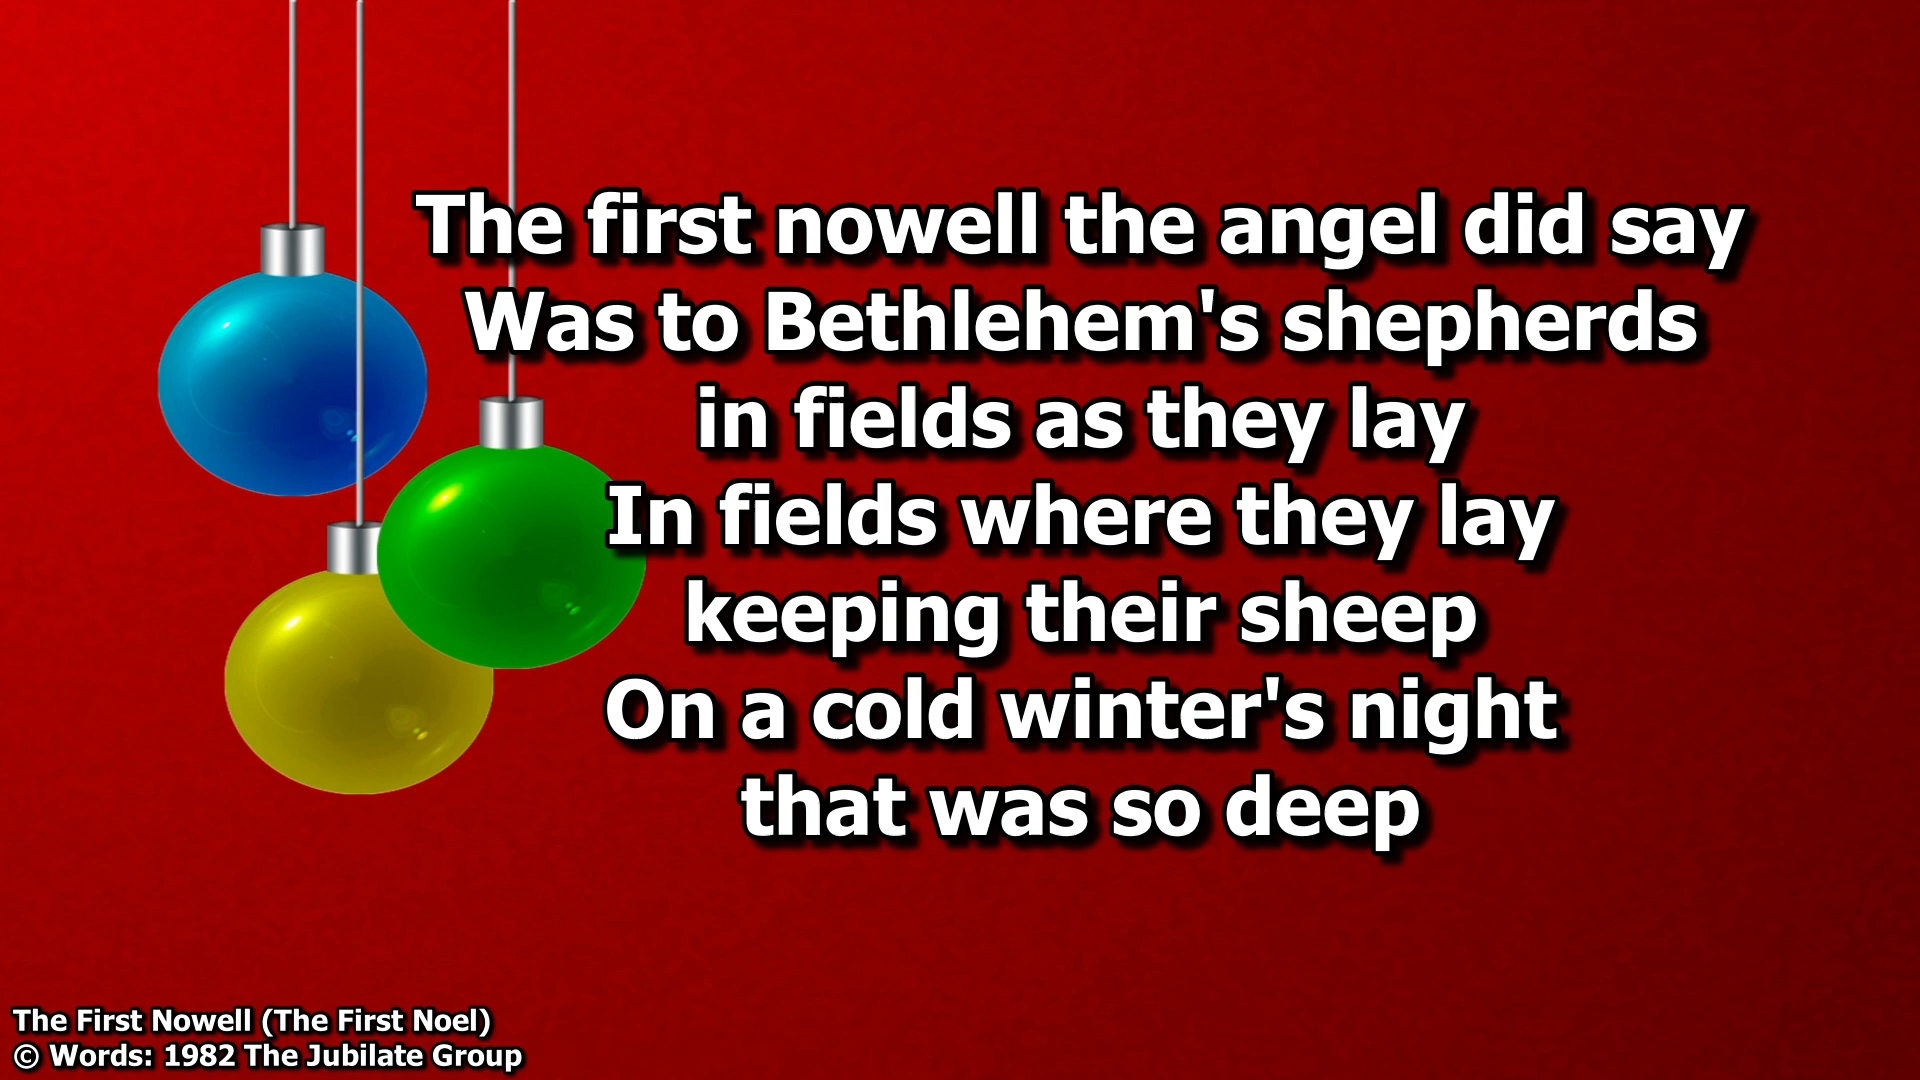 The first nowell the angel did say
Was to Bethlehem's shepherds
in fields as they lay
In fields where they lay
keeping their sheep
On a cold winter's night
that was so deep
The First Nowell (The First Noel)
© Words: 1982 The Jubilate Group